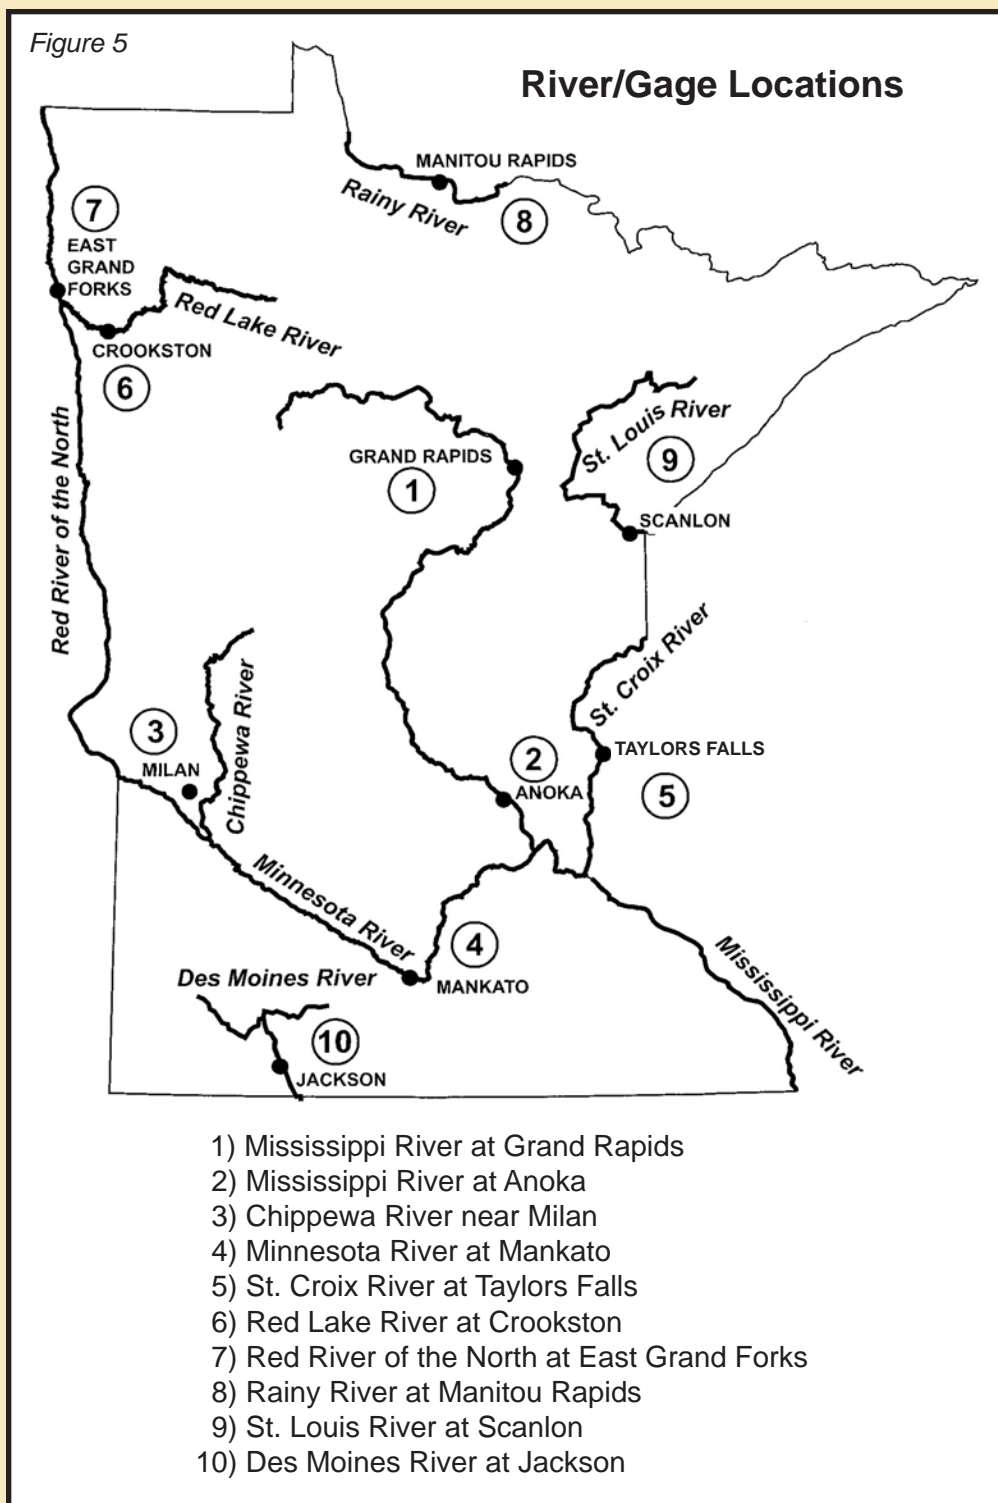 Figure 5
River/Gage Locations
MANITOU RAPIDS
Rainy River
8
7
EAST
GRAND
FORKS
Red Lake River
CROOKSTON
6
Red River of the North
GRAND RAPIDS
1
St. Louis River
9
SCANLON
St. Croix River
Chippewa River
3
MILAN
2
ANOKA
TAYLORS FALLS
5
Minnesota River
4
MANKATO
Mississippi River
Des Moines River
10
JACKSON
1) Mississippi River at Grand Rapids
2) Mississippi River at Anoka
3) Chippewa River near Milan
4) Minnesota River at Mankato
5) St. Croix River at Taylors Falls
6) Red Lake River at Crookston
7) Red River of the North at East Grand Forks
8) Rainy River at Manitou Rapids
9) St. Louis River at Scanlon
10) Des Moines River at Jackson